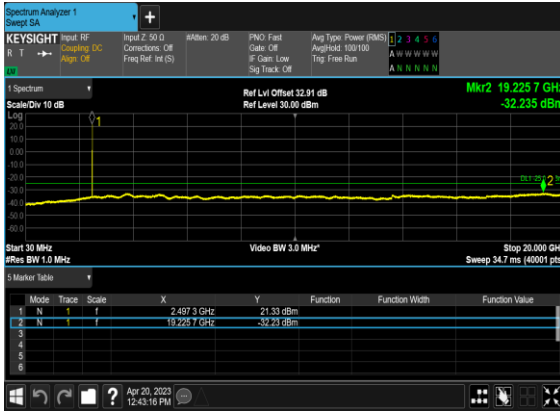 Spectrum Analyzer 1
Swept SA
+
KEYSIGHT
R T
Input: RF
Coupling: DC
Align: Off
Input Z: 50 Ω
Corrections: Off
Freq Ref: Int (S)
#Atten: 20 dB
PNO: Fast
Gate: Off
IF Gain: Low
Sig Track: Off
Avg Type: Power (RMS)
Avg|Hold: 100/100
Trig: Free Run
1 2 3 4 5 6
A W W W W W
A N N N N N
1 Spectrum
Scale/Div 10 dB
Ref Lvl Offset 32.91 dB
Ref Level 30.00 dBm
Mkr2 19.225 7 GHz
-32.235 dBm
Log
20.0
10.0
0.00
-10.0
-20.0
-30.0
-40.0
-50.0
-60.0
1
2
Start 30 MHz
#Res BW 1.0 MHz
Video BW 3.0 MHz*
Stop 20.000 GHz
Sweep 34.7 ms (40001 pts)
5 Marker Table
Mode Trace Scale X Y Function Function Width Function Value
1 N 1 f 2.497 3 GHz 21.33 dBm
2 N 1 f 19.225 7 GHz -32.23 dBm
3
4
5
6
?
Apr 20, 2023
12:43:16 PM